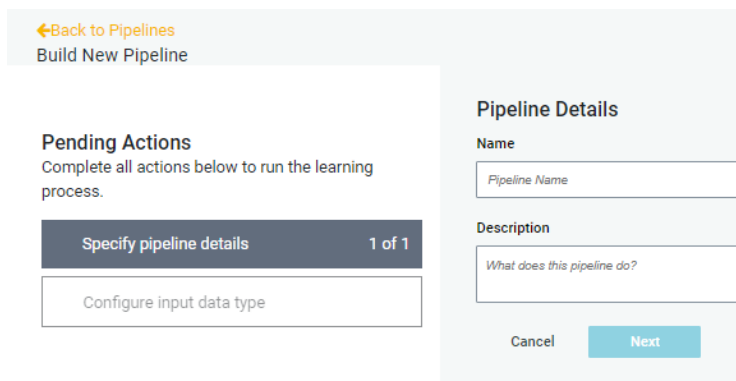 Back to Pipelines
Build New Pipeline
Pending Actions
Complete all actions below to run the learning
process.
Specify pipeline details 1 of 1
Configure input data type
Pipeline Details
Name
Pipeline Name
Description
What does this pipeline do?
Cancel Next